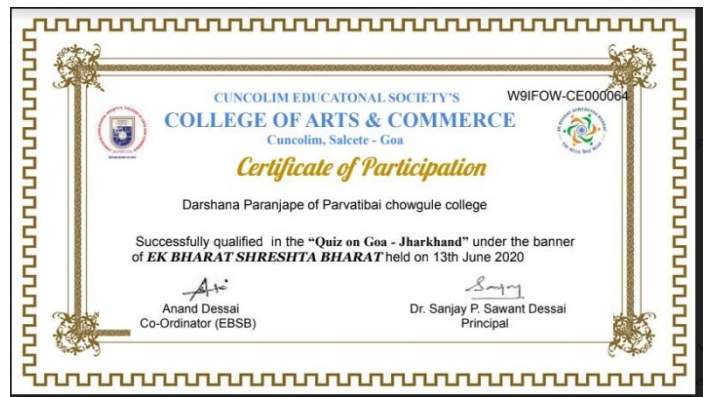 CUNCOLIM EDUCATONAL SOCIETY'S
W9IFOW-CE000064
COLLEGE OF ARTS & COMMERCE
Cuncolim, Salcete - Goa
Certificate of Participation
Darshana Paranjape of Parvatibai chowgule college
Successfully qualified in the “Quiz on Goa - Jharkhand” under the banner
of EK BHARAT SHRESHTA BHARAT held on 13th June 2020
Anand Dessai
Dr. Sanjay P. Sawant Dessai
Co-Ordinator (EBSB)
Principal